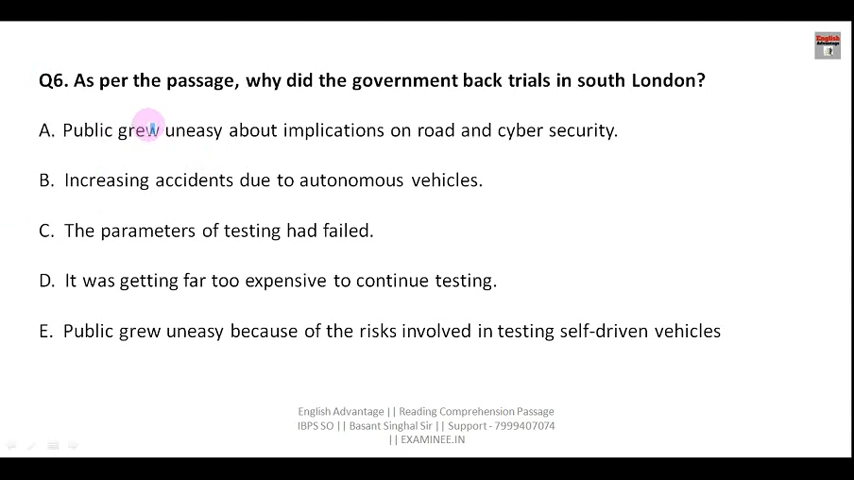 English
Advantage
Q6. As per the passage, why did the government back trials in south London?
A. Public grew uneasy about implications on road and cyber security.
B. Increasing accidents due to autonomous vehicles.
C. The parameters of testing had failed.
D. It was getting far too expensive to continue testing.
E. Public grew uneasy because of the risks involved in testing self-driven vehicles
English Advantage || Reading Comprehension Passage
IBPS SO || Basant Singhal Sir || Support - 7999407074
|| EXAMINEE.IN